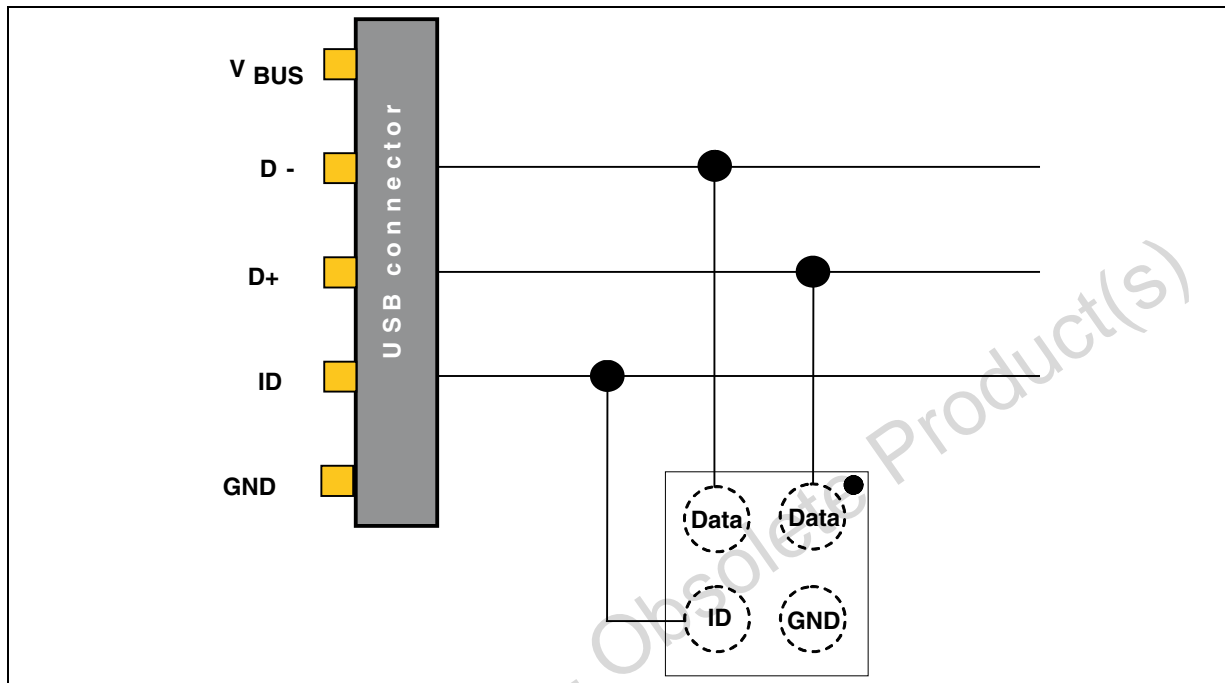 V BUS
D -
D+
ID
GND
USB connector
Data Data
ID GND
Obsolete Product(s)